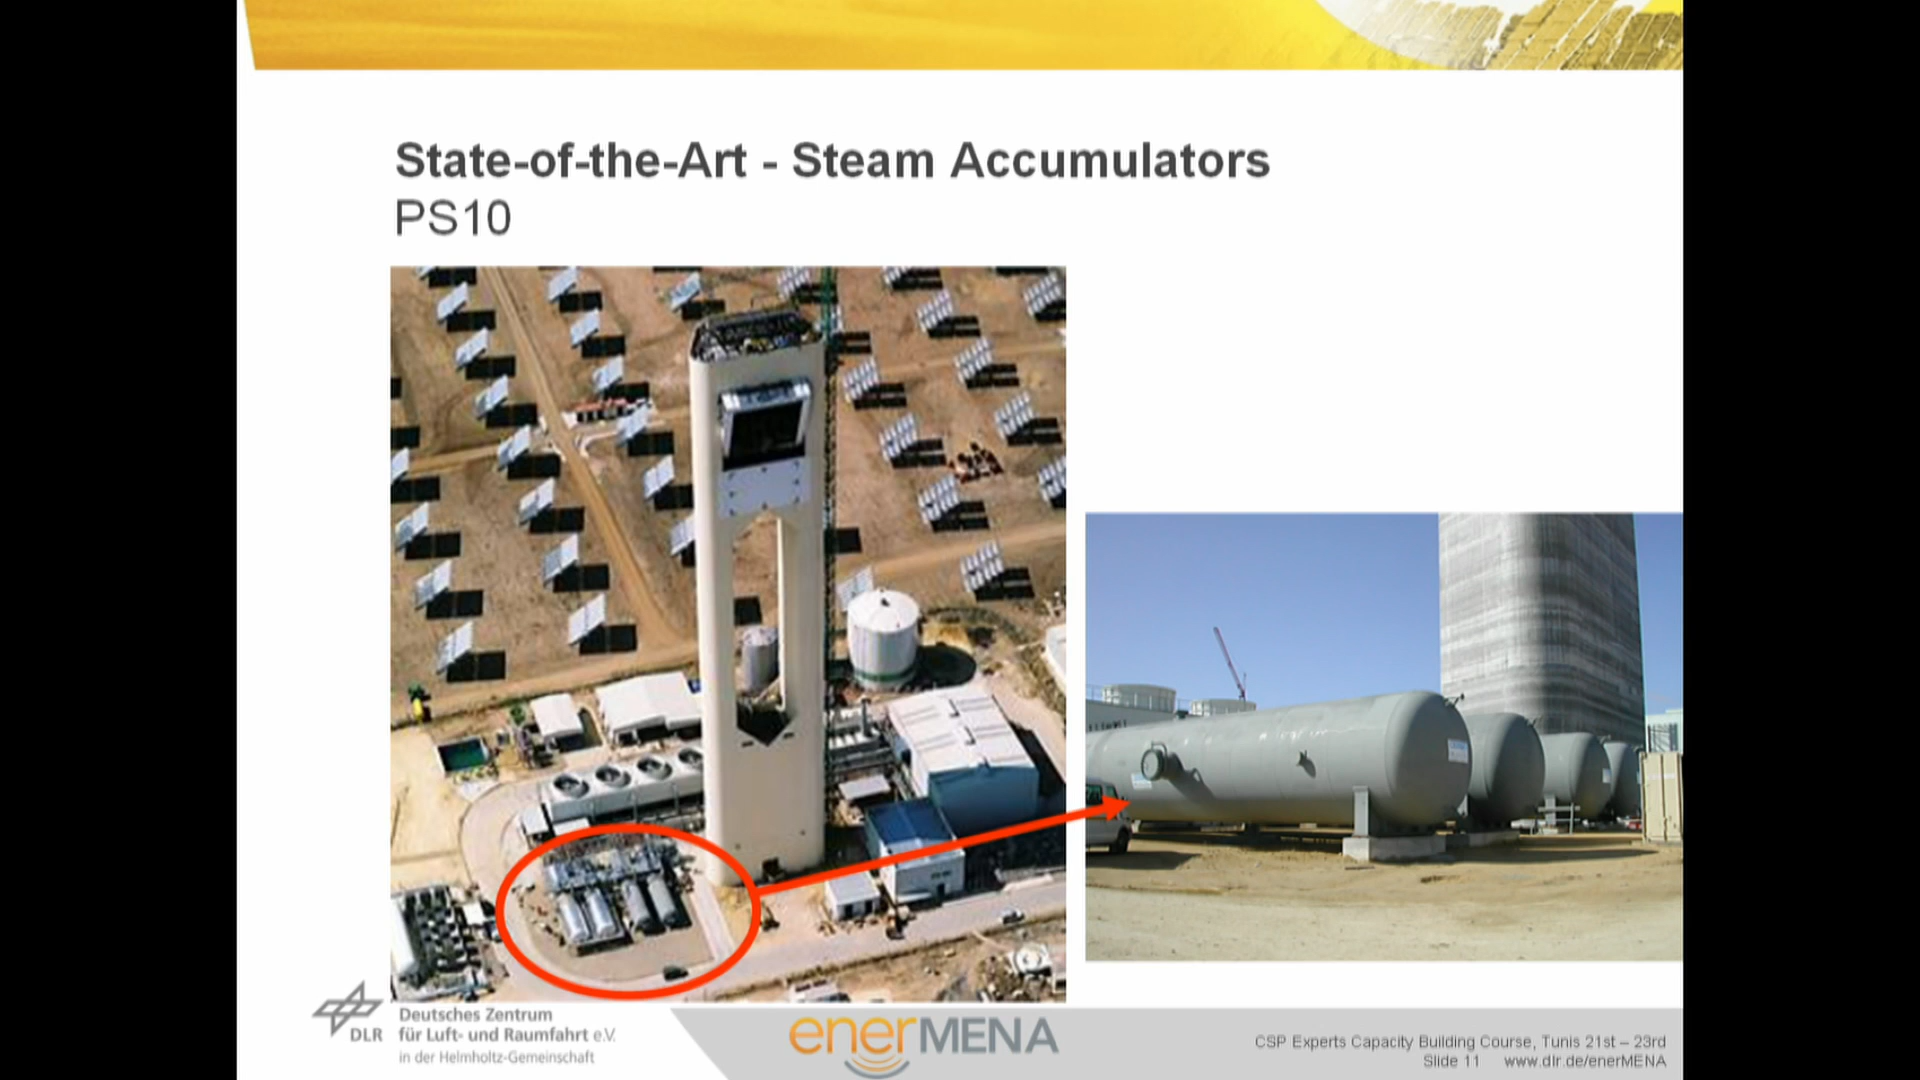 State-of-the-Art - Steam Accumulators
PS10
DLR
Deutsches Zentrum
für Luft- und Raumfahrt e.V.
in der Helmholtz-Gemeinschaft
enerMENA
CSP Experts Capacity Building Course, Tunis 21st – 23rd
Slide 11 www.dlr.de/enerMENA